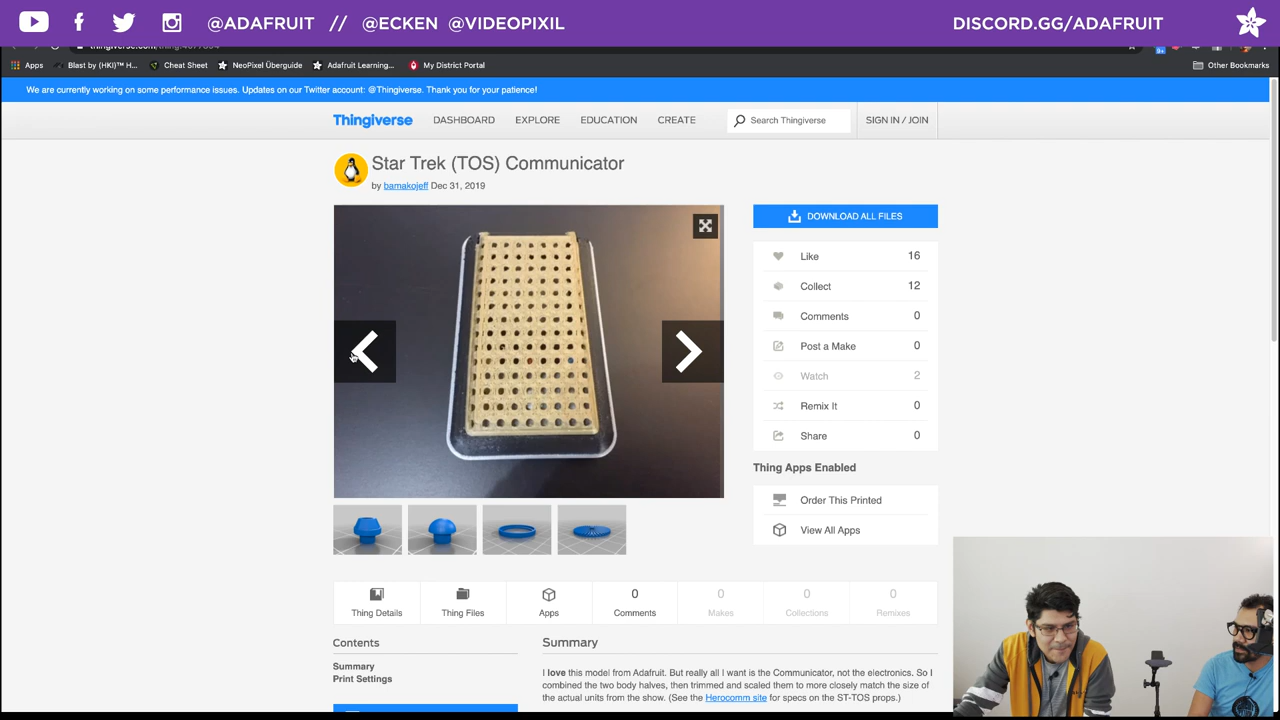 @ADAFRUIT // @ECKEN @VIDEOPIXIL
DISCORD.GG/ADAFRUIT
Apps
Blast by (HKI)™ H...
Cheat Sheet
NeoPixel Überguide
Adafruit Learning...
My District Portal
Other Bookmarks
We are currently working on some performance issues. Updates on our Twitter account: @Thingiverse. Thank you for your patience!
Thingiverse
DASHBOARD
EXPLORE
EDUCATION
CREATE
Search Thingiverse
SIGN IN / JOIN
Star Trek (TOS) Communicator
by bamakojeff Dec 31, 2019
DOWNLOAD ALL FILES
Like 16
Collect 12
Comments 0
Post a Make 0
Watch 2
Remix It 0
Share 0
Thing Apps Enabled
Order This Printed
View All Apps
Thing Details
Thing Files
Apps
0
Comments
0
Makes
0
Collections
0
Remixes
Contents
Summary
Print Settings
Summary
I love this model from Adafruit. But really all I want is the Communicator, not the electronics. So I
combined the two body halves, then trimmed and scaled them to more closely match the size of
the actual units from the show. (See the Herocomm site for specs on the ST-TOS props.)